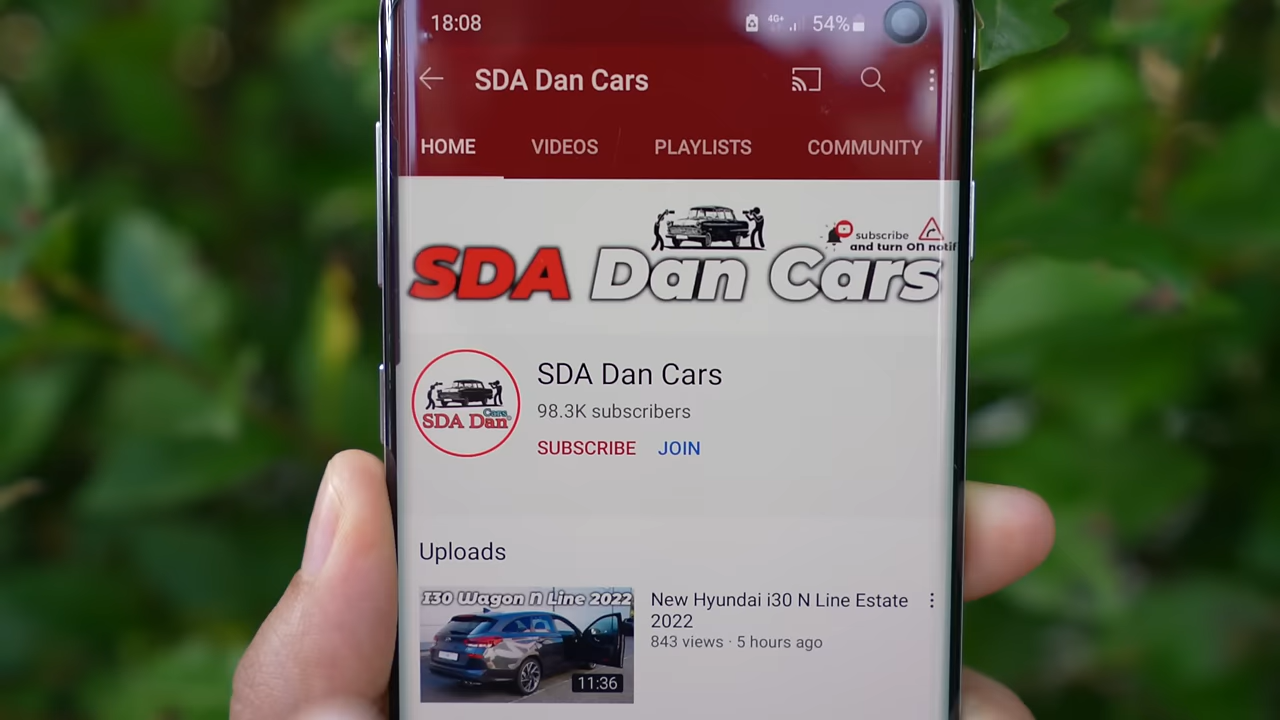 18:08 4G+ 54%
SDA Dan Cars
HOME VIDEOS PLAYLISTS COMMUNITY
subscribe
and turn on notif
SDA Dan Cars
SDA Dan Cars
98.3K subscribers
SUBSCRIBE JOIN
Cars
SDA Dan
Uploads
I30 Wagon N Line 2022
11:36
New Hyundai i30 N Line Estate
2022
843 views · 5 hours ago